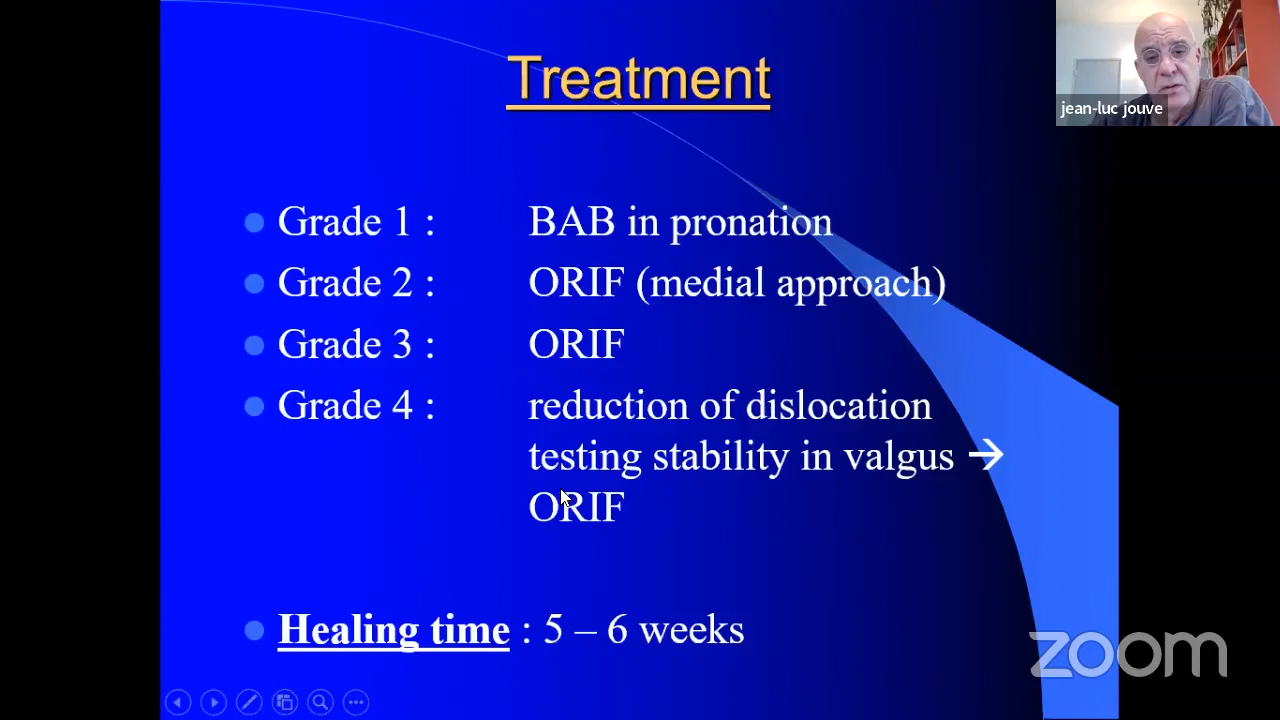 Treatment
jean-luc jouve
Grade 1 : BAB in pronation
Grade 2 : ORIF (medial approach)
Grade 3 : ORIF
Grade 4 : reduction of dislocation
testing stability in valgus →
ORIF
Healing time : 5 – 6 weeks
zoom